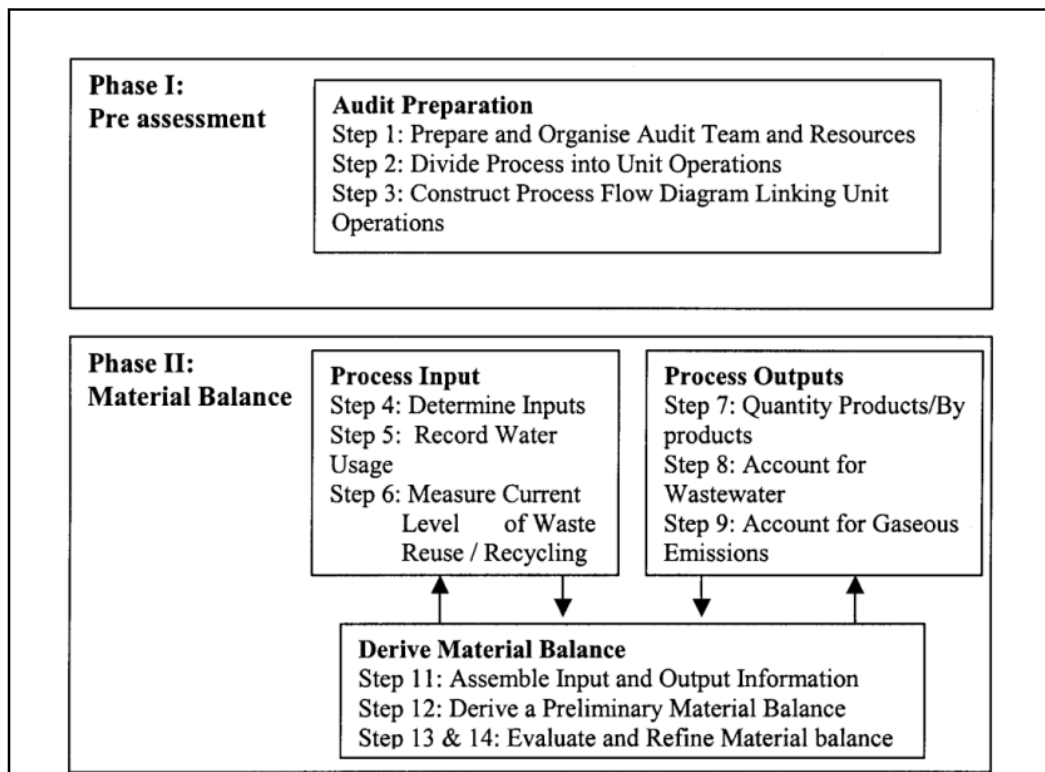 Phase I:
Pre assessment
Audit Preparation
Step 1: Prepare and Organise Audit Team and Resources
Step 2: Divide Process into Unit Operations
Step 3: Construct Process Flow Diagram Linking Unit
Operations
Phase II:
Material Balance
Process Input
Step 4: Determine Inputs
Step 5: Record Water
Usage
Step 6: Measure Current
Level of Waste
Reuse / Recycling
Process Outputs
Step 7: Quantity Products/By
products
Step 8: Account for
Wastewater
Step 9: Account for Gaseous
Emissions
Derive Material Balance
Step 11: Assemble Input and Output Information
Step 12: Derive a Preliminary Material Balance
Step 13 & 14: Evaluate and Refine Material balance